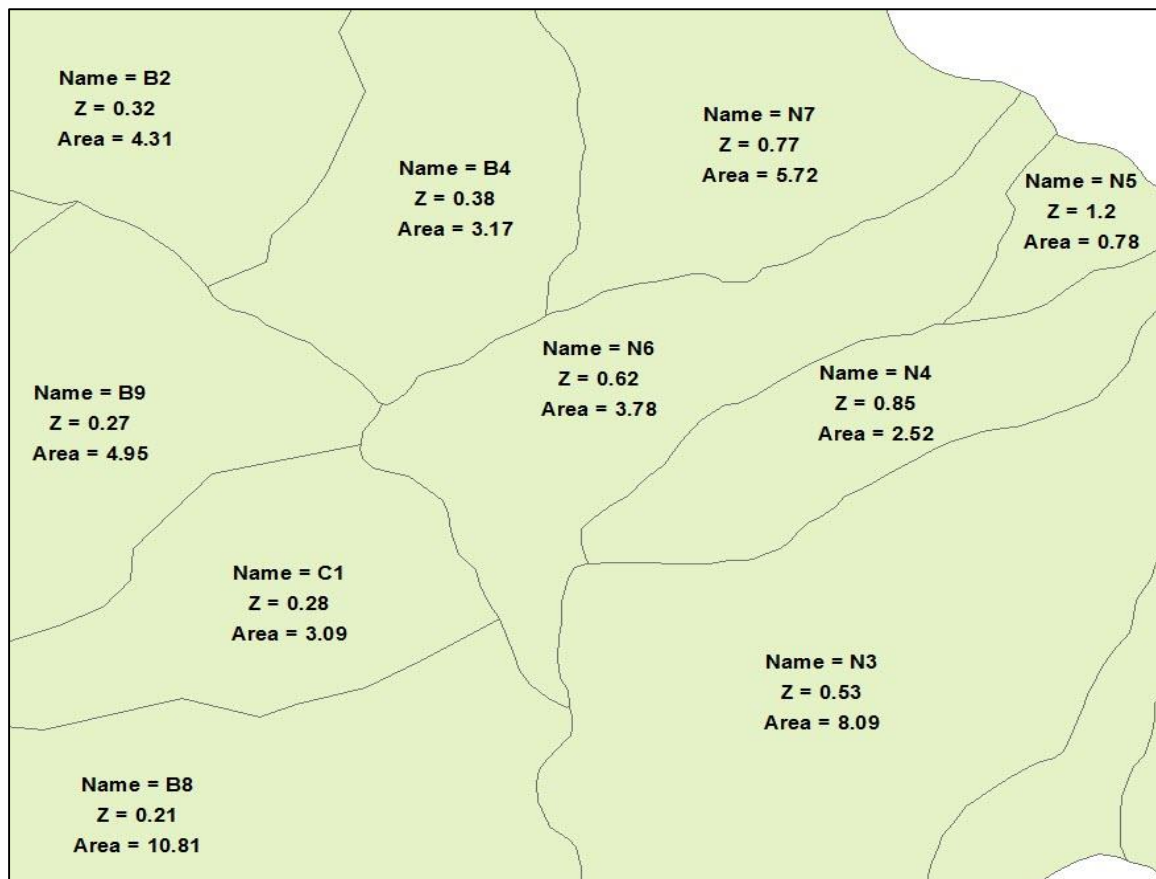 Name = B2
Z = 0.32
Area = 4.31
Name = B4
Z = 0.38
Area = 3.17
Name = N7
Z = 0.77
Area = 5.72
Name = N5
Z = 1.2
Area = 0.78
Name = B9
Z = 0.27
Area = 4.95
Name = N6
Z = 0.62
Area = 3.78
Name = N4
Z = 0.85
Area = 2.52
Name = C1
Z = 0.28
Area = 3.09
Name = N3
Z = 0.53
Area = 8.09
Name = B8
Z = 0.21
Area = 10.81